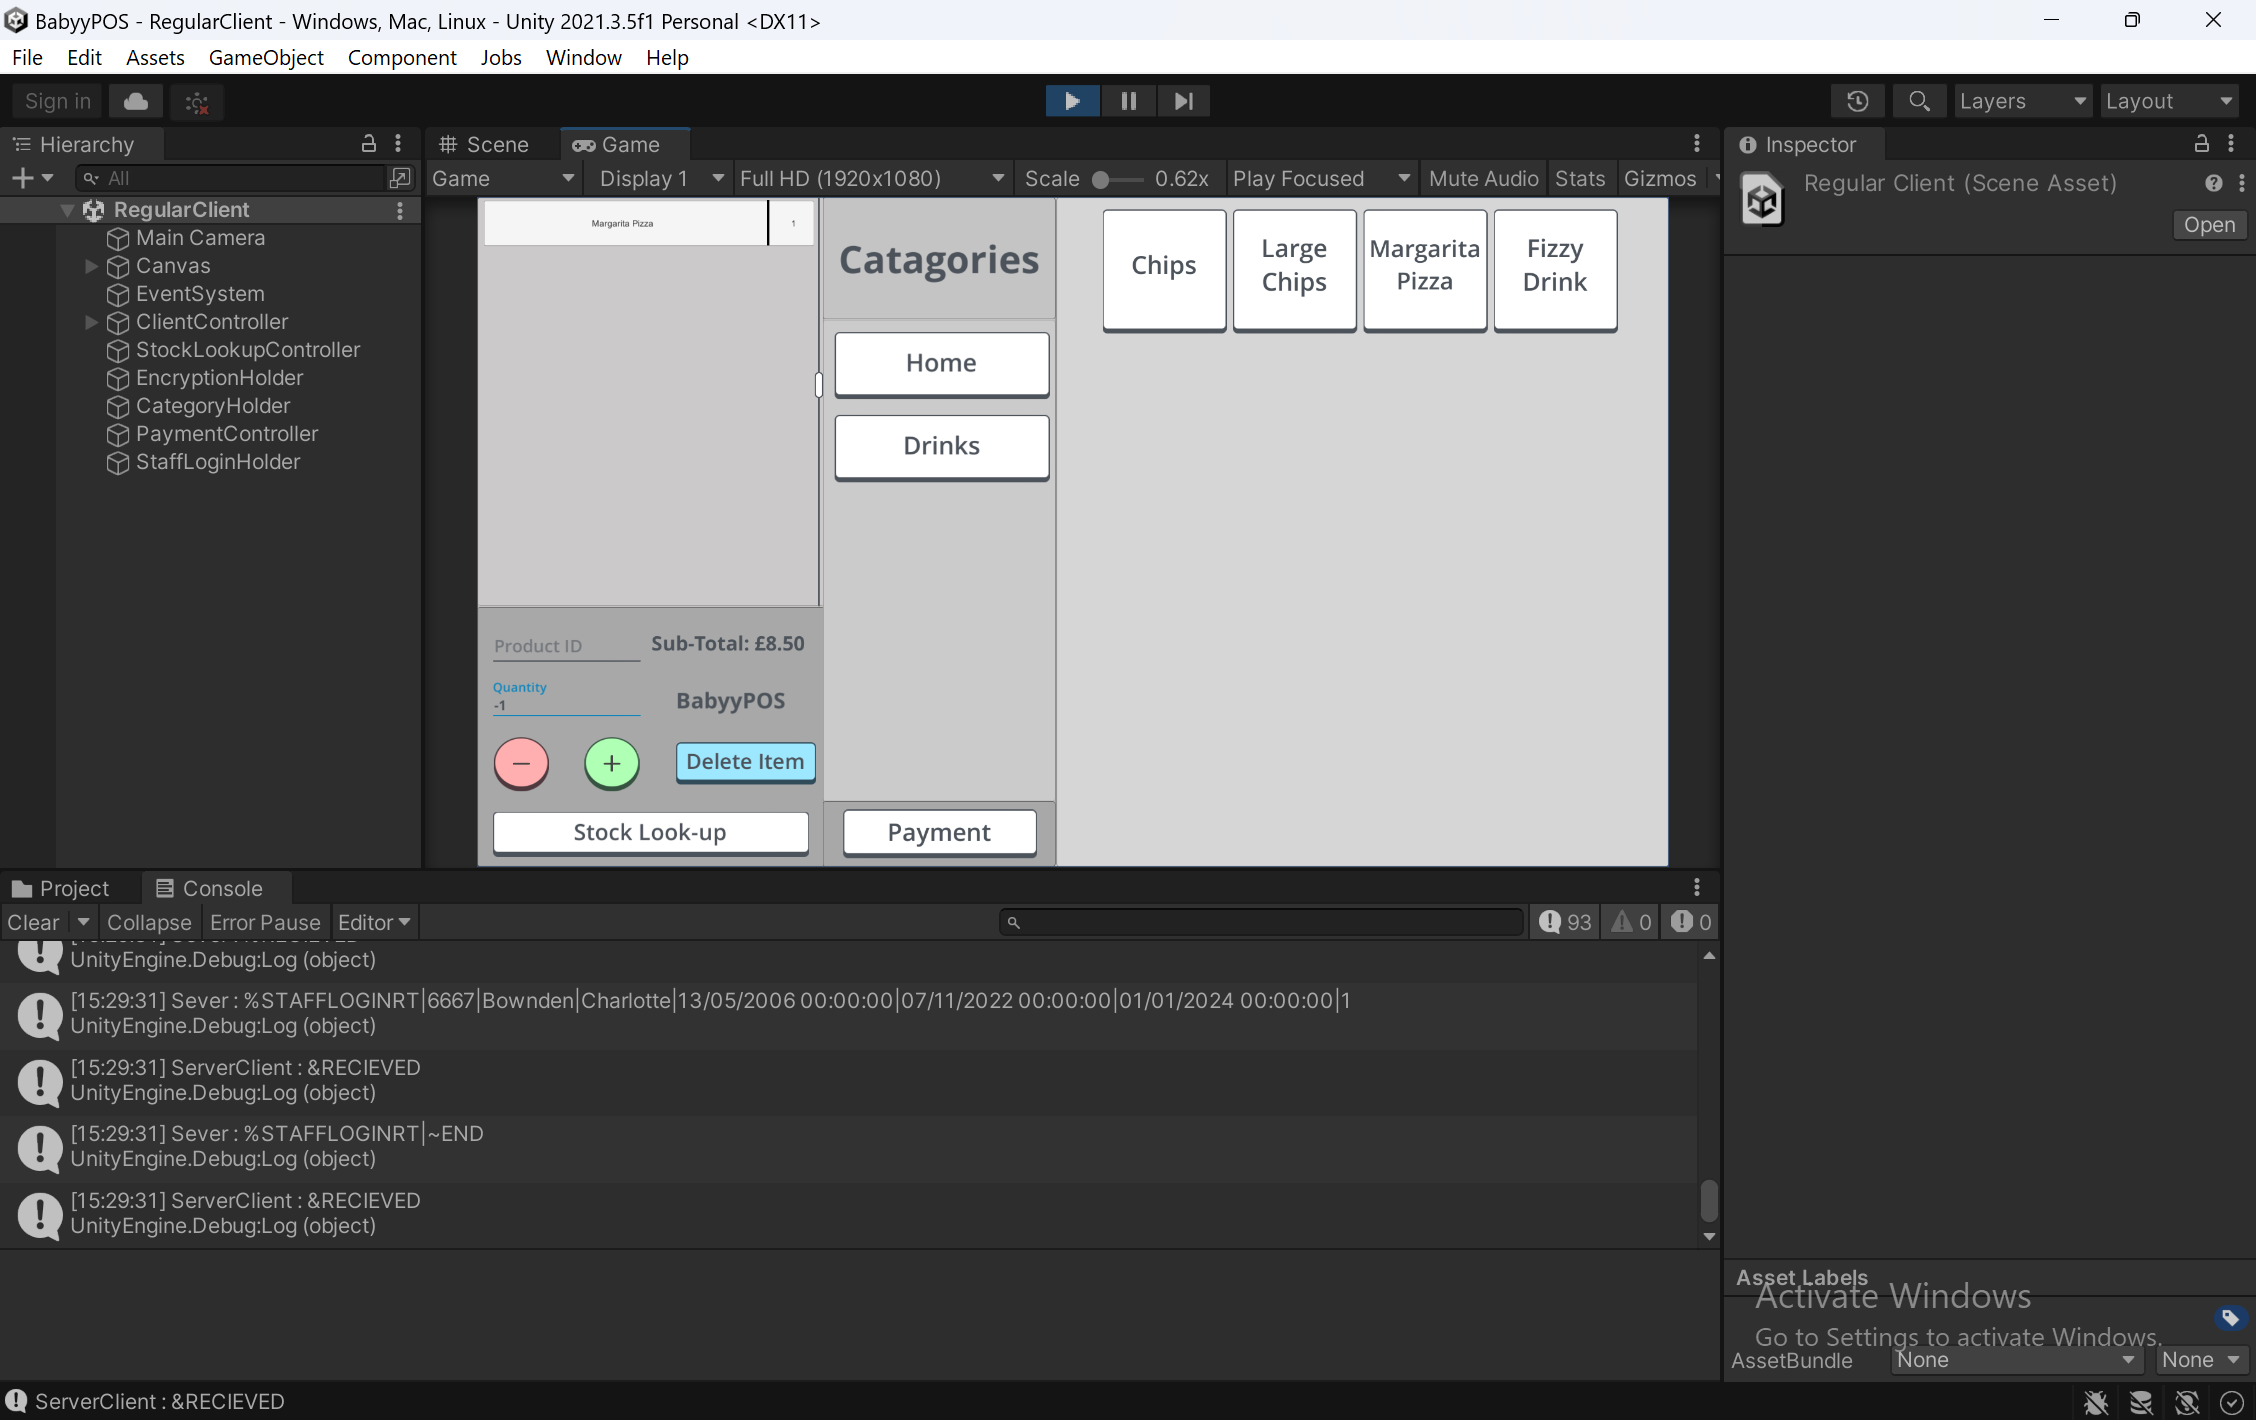 BabyyPOS - RegularClient - Windows, Mac, Linux - Unity 2021.3.5f1 Personal <DX11>
File Edit Assets GameObject Component Jobs Window Help
Sign in
Layers Layout
Hierarchy
Scene Game
Inspector
All
Game Display 1 Full HD (1920x1080) Scale 0.62x Play Focused Mute Audio Stats Gizmos
Regular Client (Scene Asset)
Open
RegularClient
Main Camera
Canvas
EventSystem
ClientController
StockLookupController
EncryptionHolder
CategoryHolder
PaymentController
StaffLoginHolder
Margarita Pizza 1
Catagories
Home
Drinks
Chips
Large Chips
Margarita Pizza
Fizzy Drink
Product ID
Sub-Total: £8.50
Quantity
-1
BabyyPOS
Delete Item
Stock Look-up
Payment
Project Console
Clear Collapse Error Pause Editor
93 0 0
UnityEngine.Debug:Log (object)
[15:29:31] Sever : %STAFFLOGINRT|6667|Bownden|Charlotte|13/05/2006 00:00:00|07/11/2022 00:00:00|01/01/2024 00:00:00|1
UnityEngine.Debug:Log (object)
[15:29:31] ServerClient : &RECIEVED
UnityEngine.Debug:Log (object)
[15:29:31] Sever : %STAFFLOGINRT|~END
UnityEngine.Debug:Log (object)
[15:29:31] ServerClient : &RECIEVED
UnityEngine.Debug:Log (object)
Asset Labels
Activate Windows
Go to Settings to activate Windows.
AssetBundle None None
ServerClient : &RECIEVED